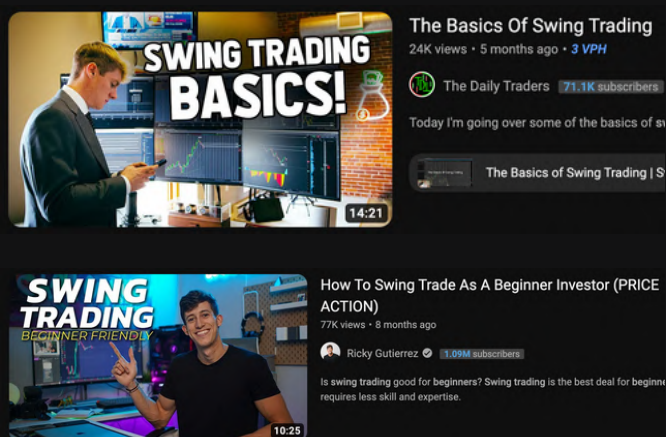 SWING TRADING
BASICS!
14:21
The Basics Of Swing Trading
24K views • 5 months ago • 3 VPH
The Daily Traders 71.1K subscribers
Today I'm going over some of the basics of
The Basics of Swing Trading |
SWING
TRADING
BEGINNER FRIENDLY
10:25
How To Swing Trade As A Beginner Investor (PRICE
ACTION)
77K views • 8 months ago
Ricky Gutierrez 1.09M subscribers
Is swing trading good for beginners? Swing trading is the best deal for
requires less skill and expertise.